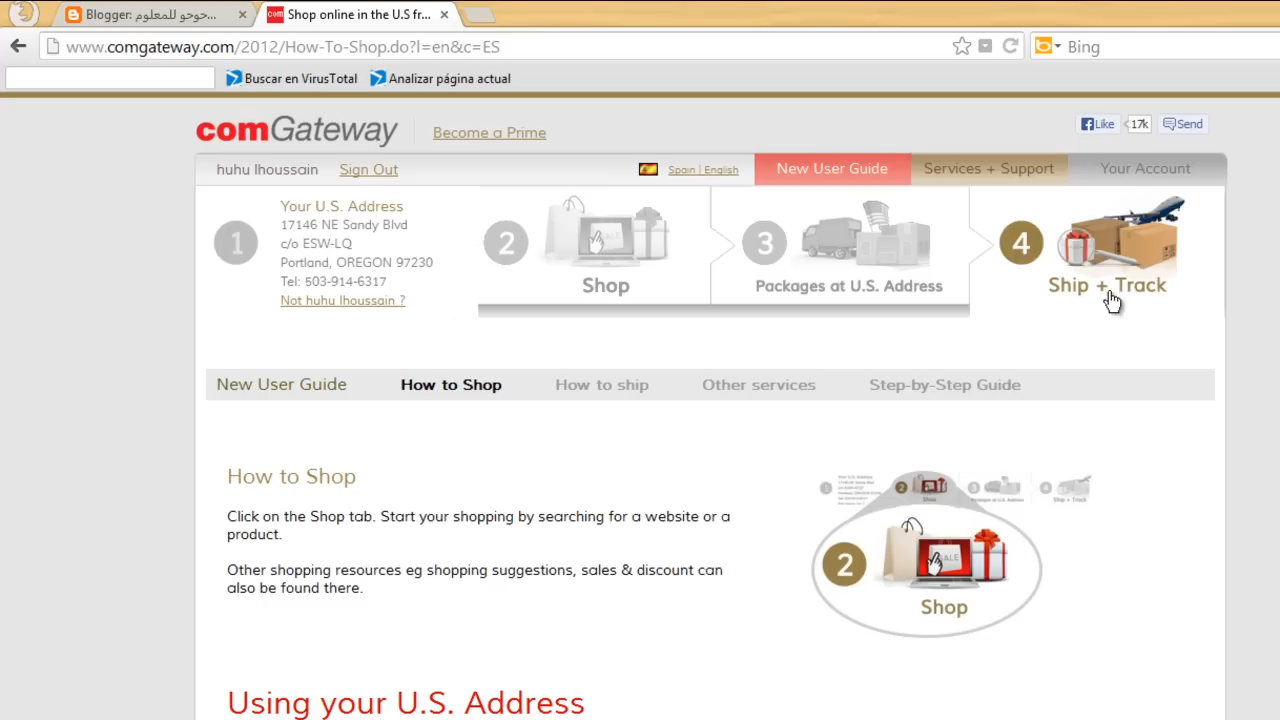 Blogger: حوحو للمعلوم...
com Shop online in the U.S fr...
www.comgateway.com/2012/How-To-Shop.do?l=en&c=ES
Bing
Buscar en VirusTotal
Analizar página actual
comGateway
Become a Prime
Like
17k
Send
huhu lhoussain
Sign Out
Spain | English
New User Guide
Services + Support
Your Account
1
Your U.S. Address
17146 NE Sandy Blvd
c/o ESW-LQ
Portland, OREGON 97230
Tel: 503-914-6317
Not huhu lhoussain ?
2
Shop
3
Packages at U.S. Address
4
Ship + Track
New User Guide
How to Shop
How to ship
Other services
Step-by-Step Guide
How to Shop
Click on the Shop tab. Start your shopping by searching for a website or a
product.
Other shopping resources eg shopping suggestions, sales & discount can
also be found there.
2
SALE
Shop
Using your U.S. Address